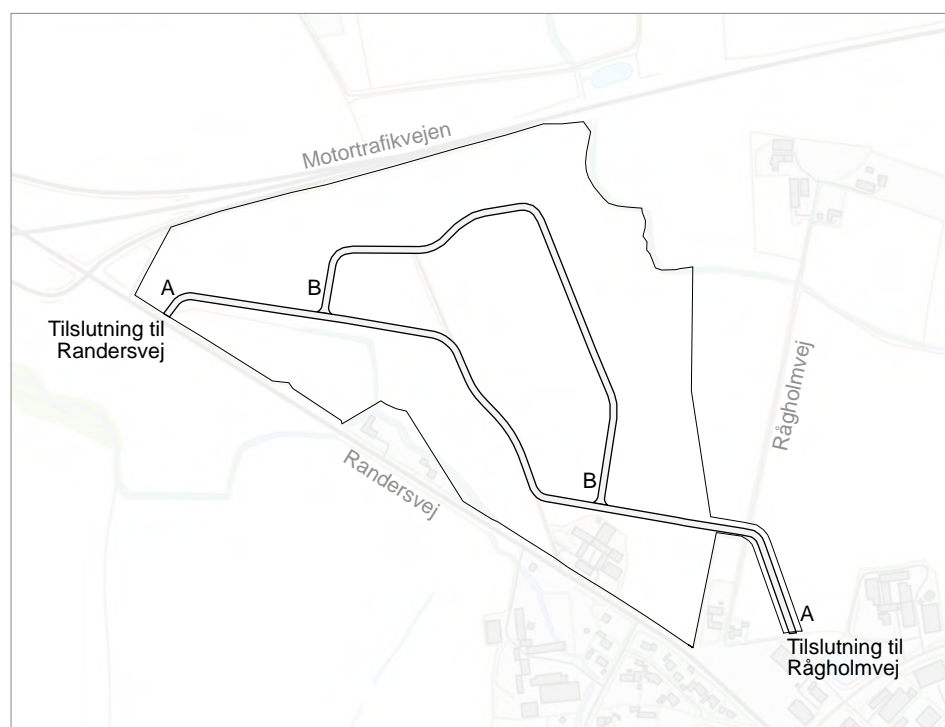 Motortrafikvejen
A
B
Tilslutning til
Randersvej
Rågholmvej
Randersvej
B
A
Tilslutning til
Rågholmvej